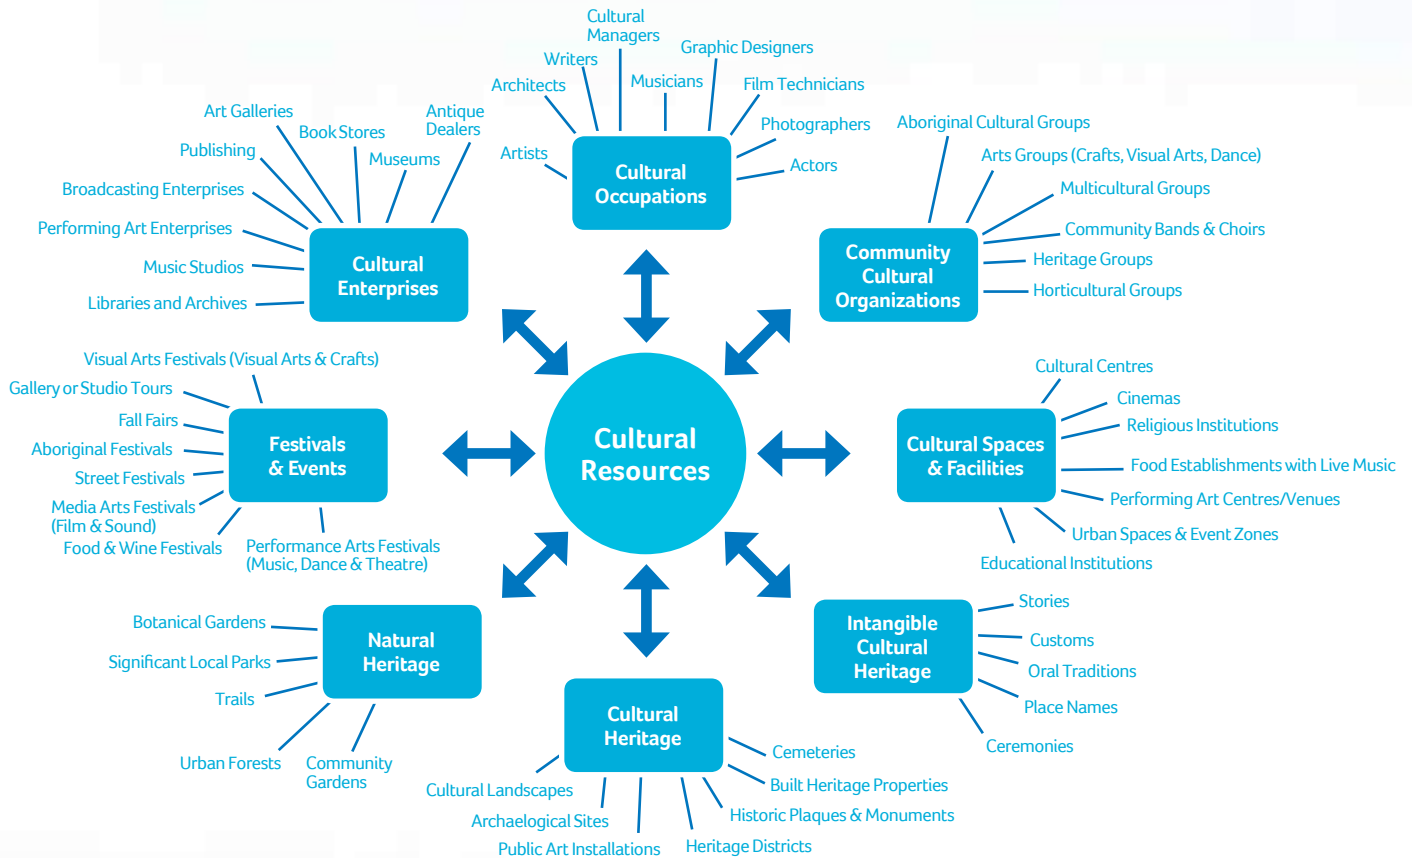 Cultural
Managers
Writers
Graphic Designers
Architects
Musicians
Film Technicians
Artists
Photographers
Actors
Cultural
Occupations
Art Galleries
Book Stores
Antique
Dealers
Publishing
Museums
Broadcasting Enterprises
Performing Art Enterprises
Music Studios
Libraries and Archives
Cultural
Enterprises
Aboriginal Cultural Groups
Arts Groups (Crafts, Visual Arts, Dance)
Multicultural Groups
Community Bands & Choirs
Heritage Groups
Horticultural Groups
Community
Cultural
Organizations
Visual Arts Festivals (Visual Arts & Crafts)
Gallery or Studio Tours
Fall Fairs
Aboriginal Festivals
Street Festivals
Media Arts Festivals
(Film & Sound)
Food & Wine Festivals
Performance Arts Festivals
(Music, Dance & Theatre)
Festivals
& Events
Cultural
Resources
Cultural Centres
Cinemas
Religious Institutions
Food Establishments with Live Music
Performing Art Centres/Venues
Urban Spaces & Event Zones
Educational Institutions
Cultural Spaces
& Facilities
Botanical Gardens
Significant Local Parks
Trails
Urban Forests
Community
Gardens
Natural
Heritage
Cultural
Heritage
Cultural Landscapes
Archaelogical Sites
Public Art Installations
Heritage Districts
Historic Plaques & Monuments
Built Heritage Properties
Cemeteries
Intangible
Cultural
Heritage
Stories
Customs
Oral Traditions
Place Names
Ceremonies